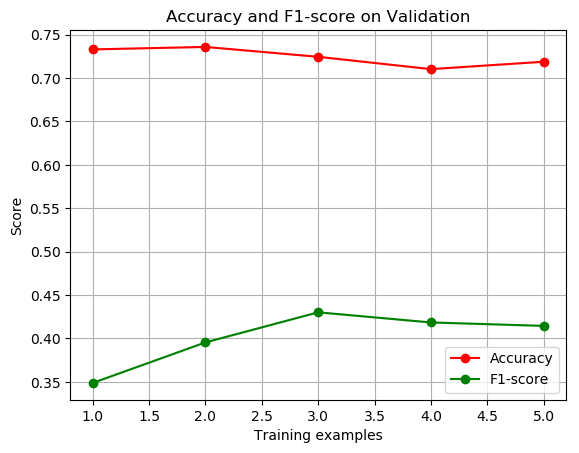 Accuracy and F1-score on Validation
0.75
0.70
0.65
0.60
0.55
0.50
0.45
0.40
0.35
Score
Accuracy
F1-score
1.0 1.5 2.0 2.5 3.0 3.5 4.0 4.5 5.0
Training examples